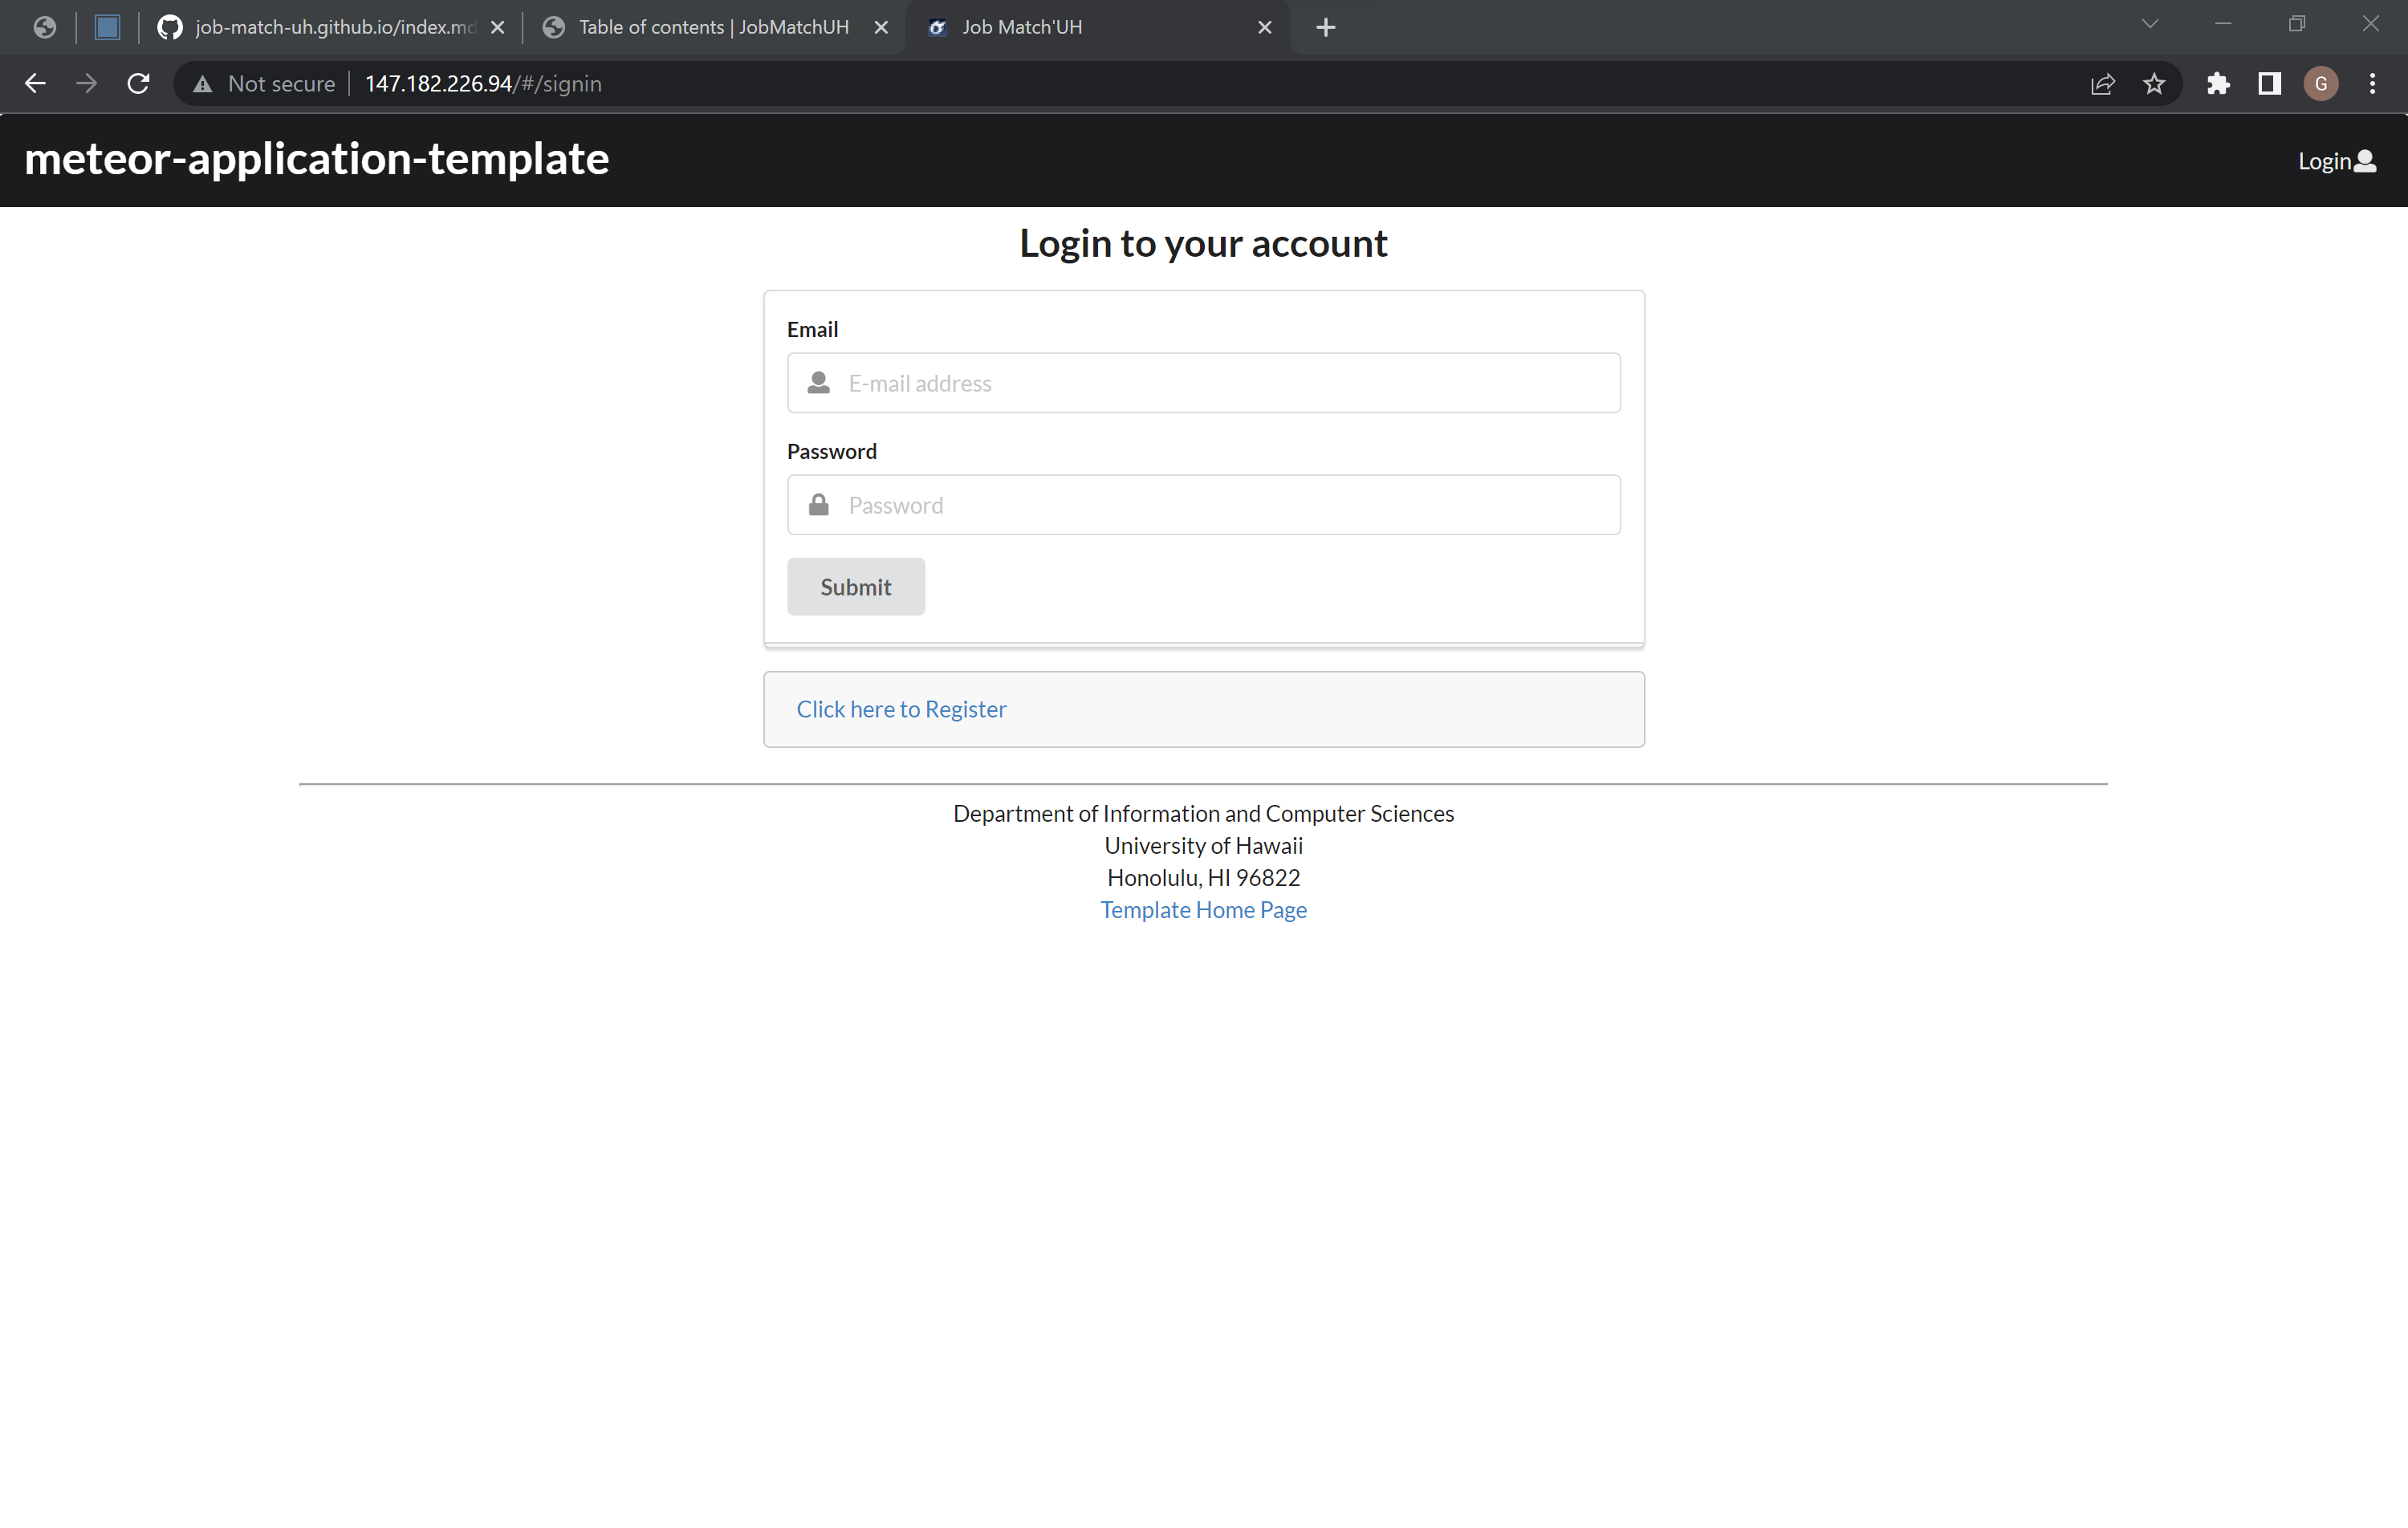 job-match-uh.github.io/index.md
Table of contents | JobMatchUH
Job Match'UH
Not secure
147.182.226.94/#/signin
G
meteor-application-template
Login
Login to your account
Email
E-mail address
Password
Password
Submit
Click here to Register
Department of Information and Computer Sciences
University of Hawaii
Honolulu, HI 96822
Template Home Page